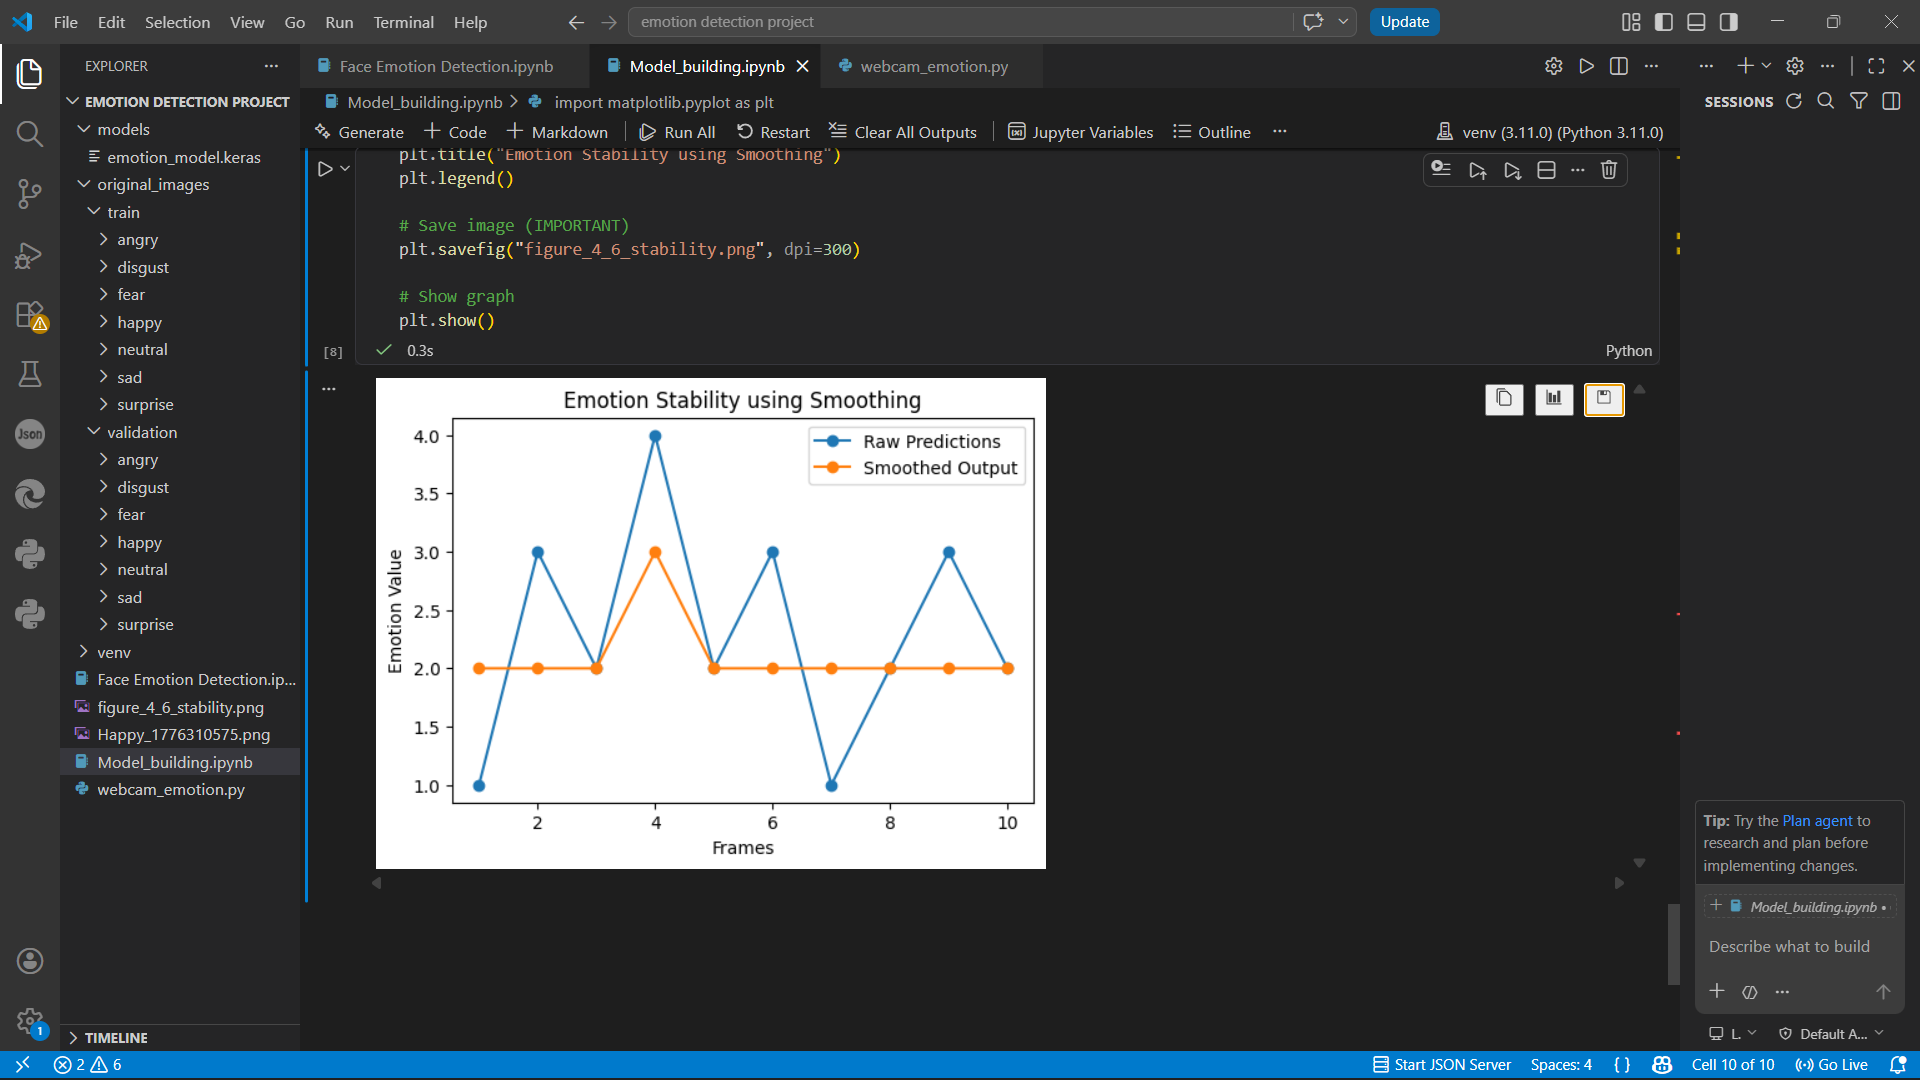 File Edit Selection View Go Run Terminal Help
emotion detection project
Update
EXPLORER
EMOTION DETECTION PROJECT
models
emotion_model.keras
original_images
train
angry
disgust
fear
happy
neutral
sad
surprise
validation
angry
disgust
fear
happy
neutral
sad
surprise
venv
Face Emotion Detection.ip...
figure_4_6_stability.png
Happy_1776310575.png
Model_building.ipynb
webcam_emotion.py
TIMELINE
Json
1
Face Emotion Detection.ipynb
Model_building.ipynb
webcam_emotion.py
Model_building.ipynb > import matplotlib.pyplot as plt
Generate + Code + Markdown Run All Restart Clear All Outputs Jupyter Variables Outline ...
venv (3.11.0) (Python 3.11.0)
plt.title("Emotion Stability using Smoothing")
plt.legend()
# Save image (IMPORTANT)
plt.savefig("figure_4_6_stability.png", dpi=300)
# Show graph
plt.show()
[8]
0.3s
Python
Emotion Stability using Smoothing
Raw Predictions
Smoothed Output
4.0
3.5
3.0
2.5
2.0
1.5
1.0
Emotion Value
2 4 6 8 10
Frames
SESSIONS
Tip: Try the Plan agent to
research and plan before
implementing changes.
Model_building.ipynb
Describe what to build
L.
Default A...
2 6
Start JSON Server
Spaces: 4
{ }
Cell 10 of 10
Go Live